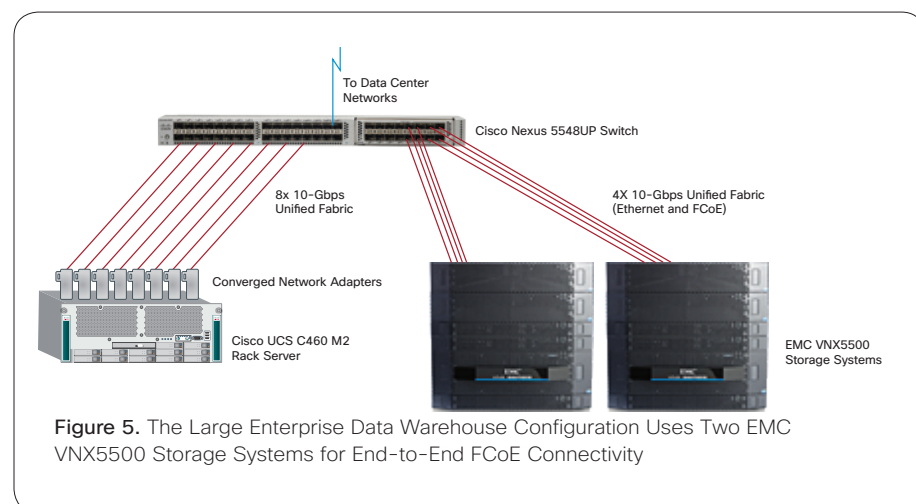 To Data Center
Networks
Cisco Nexus 5548UP Switch
8x 10-Gbps
Unified Fabric
4X 10-Gbps Unified Fabric
(Ethernet and FCoE)
Converged Network Adapters
Cisco UCS C460 M2
Rack Server
EMC VNX5500
Storage Systems
EMC
EMC
Figure 5. The Large Enterprise Data Warehouse Configuration Uses Two EMC
VNX5500 Storage Systems for End-to-End FCoE Connectivity